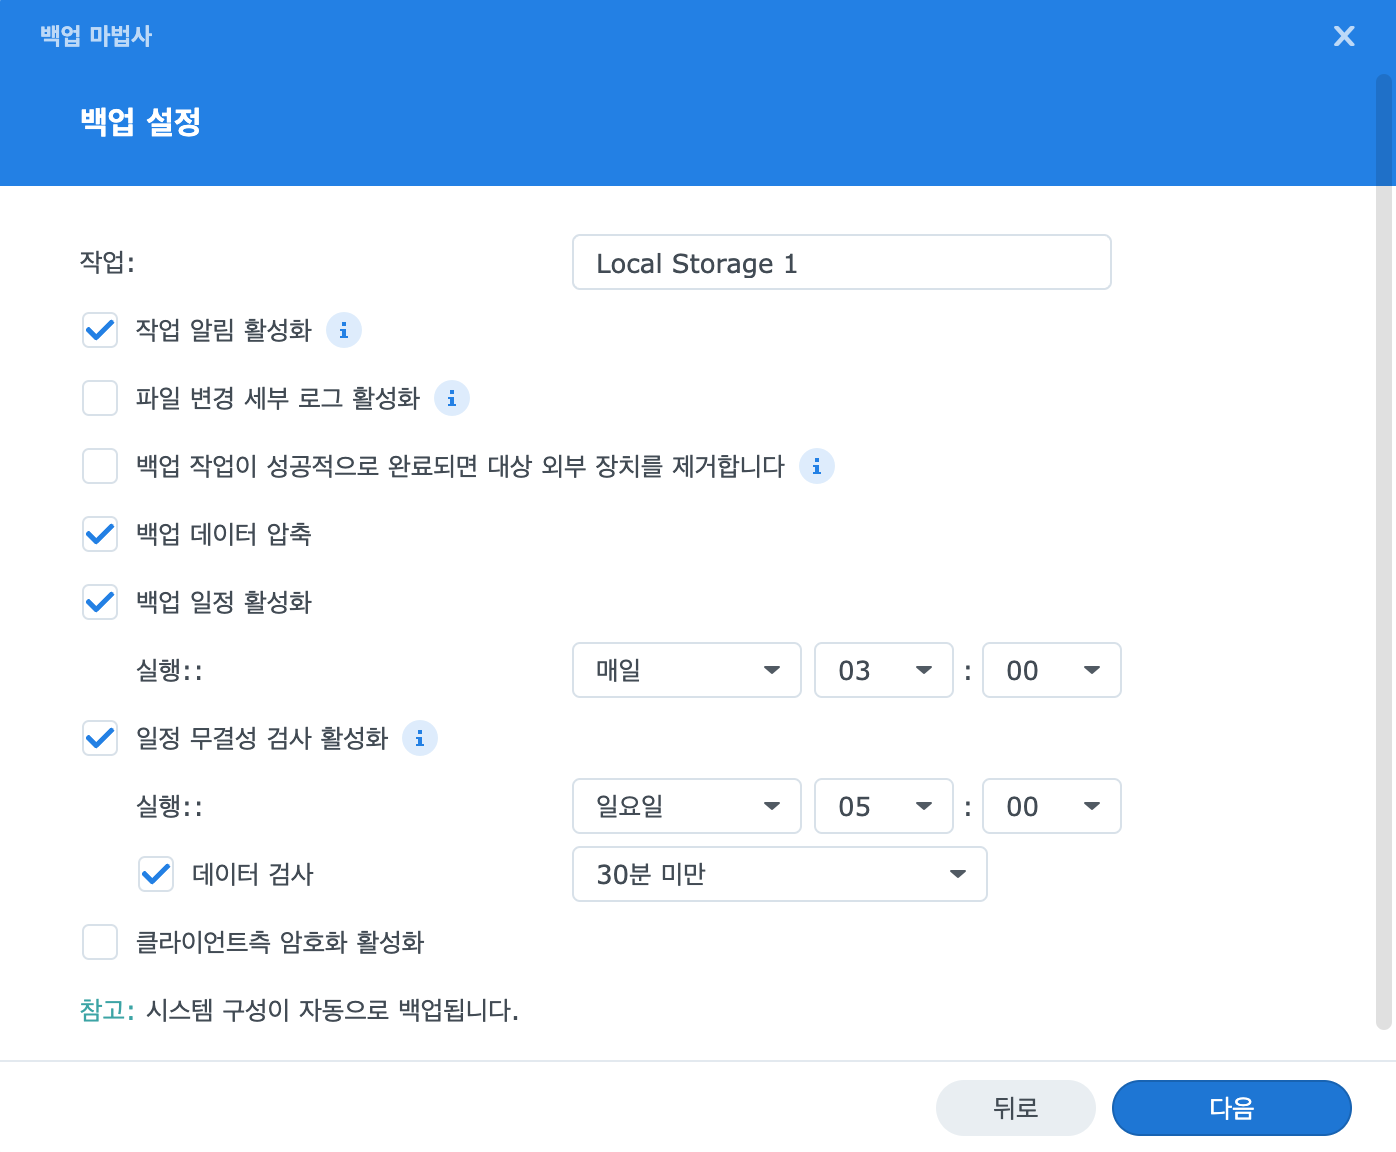 백업 마법사
백업 설정
작업: Local Storage 1
작업 알림 활성화
파일 변경 세부 로그 활성화
백업 작업이 성공적으로 완료되면 대상 외부 장치를 제거합니다
백업 데이터 압축
백업 일정 활성화
실행:: 매일 03 : 00
일정 무결성 검사 활성화
실행:: 일요일 05 : 00
데이터 검사 30분 미만
클라이언트측 암호화 활성화
참고: 시스템 구성이 자동으로 백업됩니다.
뒤로 다음